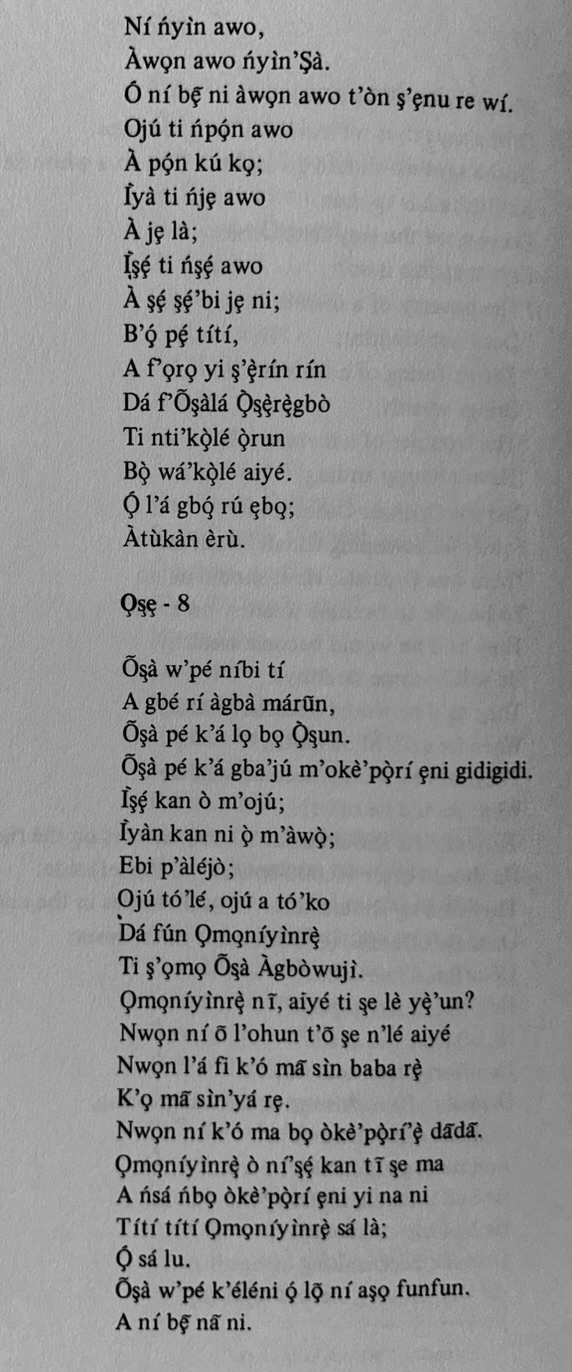 Ní ńyìn awo,
Àwọn awo ńyìn’Ṣà.
Ó ní bẹ̃ ni àwọn awo t’òn ṣ’ẹnu re wí.
Ojú ti ńpọ́n awo
À pọ́n kú kọ;
Ìyà ti ńjẹ awo
À jẹ là;
Ìṣẹ́ ti ńṣẹ́ awo
À ṣẹ́ ṣẹ́’bi jẹ ni;
B’ọ́ pẹ́ títí,
A f’ọrọ yi ṣ’ẹ̀rín rín
Dá f’Õṣàlá Ọ̀ṣẹ̀rẹ̀gbò
Ti nti’kọ̀lé ọ̀run
Bọ̀ wá’kọ̀lé aiyé.
Ọ́ l’á gbọ́ rú ẹbọ;
Àtùkàn èrù.
Ọṣẹ - 8
Õṣà w’pé níbi tí
A gbé rí àgbà márũn,
Õṣà pé k’á lọ bọ Ọ̀ṣun.
Õṣà pé k’á gba’jú m’okè’pọ̀rí ẹni gidigidi.
Ìṣẹ́ kan ò m’ojú;
Ìyàn kan ni ọ̀ m’àwọ̀;
Ebi p’àléjò;
Ojú tó’lé, ojú a tó’ko
Dá fún Ọmọníyìnrẹ̀
Ti ṣ’ọmọ Õṣà Àgbòwujì.
Ọmọníyìnrẹ̀ nĩ, aiyé ti ṣe lè yẹ̀’un?
Nwọn ní õ l’ohun t’õ ṣe n’lé aiyé
Nwọn l’á fi k’ó mã sìn baba rẹ̀
K’ọ mã sìn’yá rẹ.
Nwọn ní k’ó ma bọ òkè’pọ̀rí’ẹ̀ dãdã.
Ọmọníyìnrẹ̀ ò ní’ṣẹ́ kan tĩ ṣe ma
A ńsá ńbọ òkè’pọ̀rí ẹni yi na ni
Títí títí Ọmọníyìnrẹ̀ sá là;
Ọ́ sá lu.
Õṣà w’pé k’éléni ọ́ lọ̃ ní aṣọ funfun.
A ní bẹ̃ nã ni.